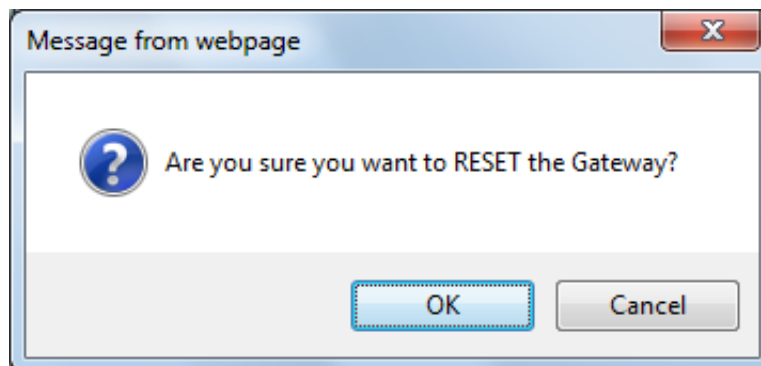 Message from webpage
Are you sure you want to RESET the Gateway?
OK
Cancel